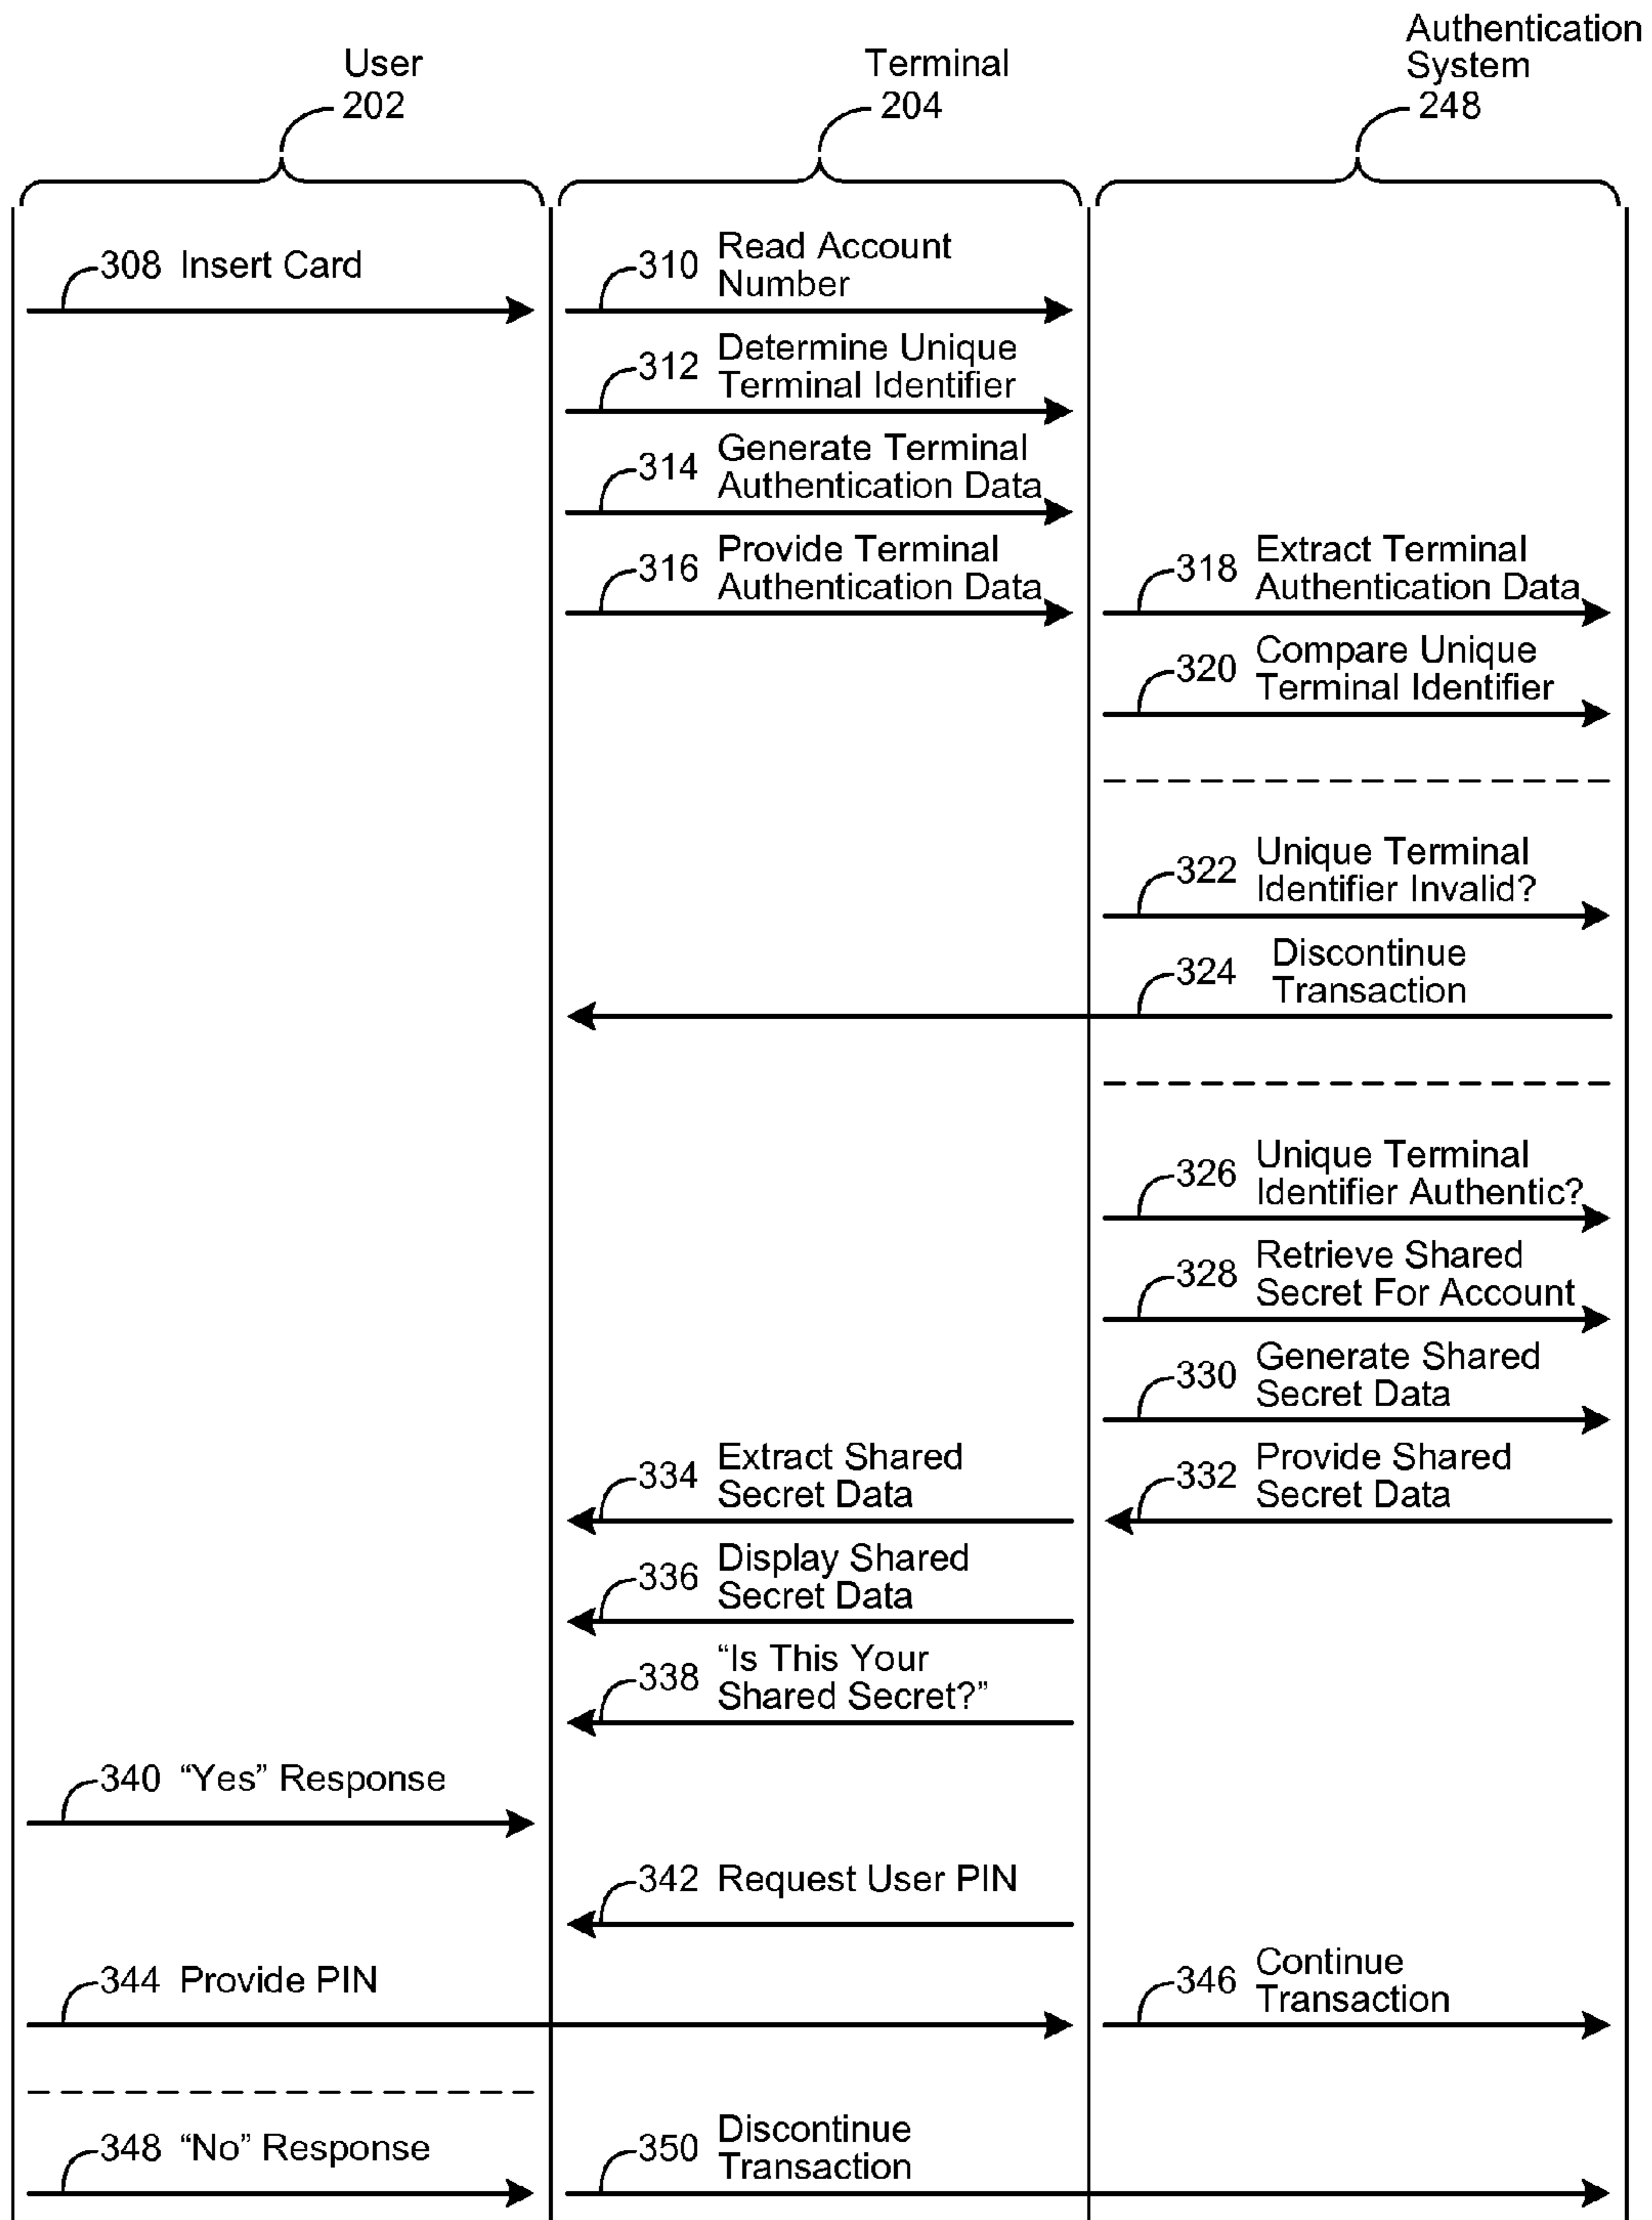 User
202
Terminal
204
Authentication
System
248
308 Insert Card
310 Read Account
Number
312 Determine Unique
Terminal Identifier
314 Generate Terminal
Authentication Data
316 Provide Terminal
Authentication Data
318 Extract Terminal
Authentication Data
320 Compare Unique
Terminal Identifier
322 Unique Terminal
Identifier Invalid?
324 Discontinue
Transaction
326 Unique Terminal
Identifier Authentic?
328 Retrieve Shared
Secret For Account
330 Generate Shared
Secret Data
332 Provide Shared
Secret Data
334 Extract Shared
Secret Data
336 Display Shared
Secret Data
338 “Is This Your
Shared Secret?”
340 “Yes” Response
342 Request User PIN
344 Provide PIN
346 Continue
Transaction
348 “No” Response
350 Discontinue
Transaction